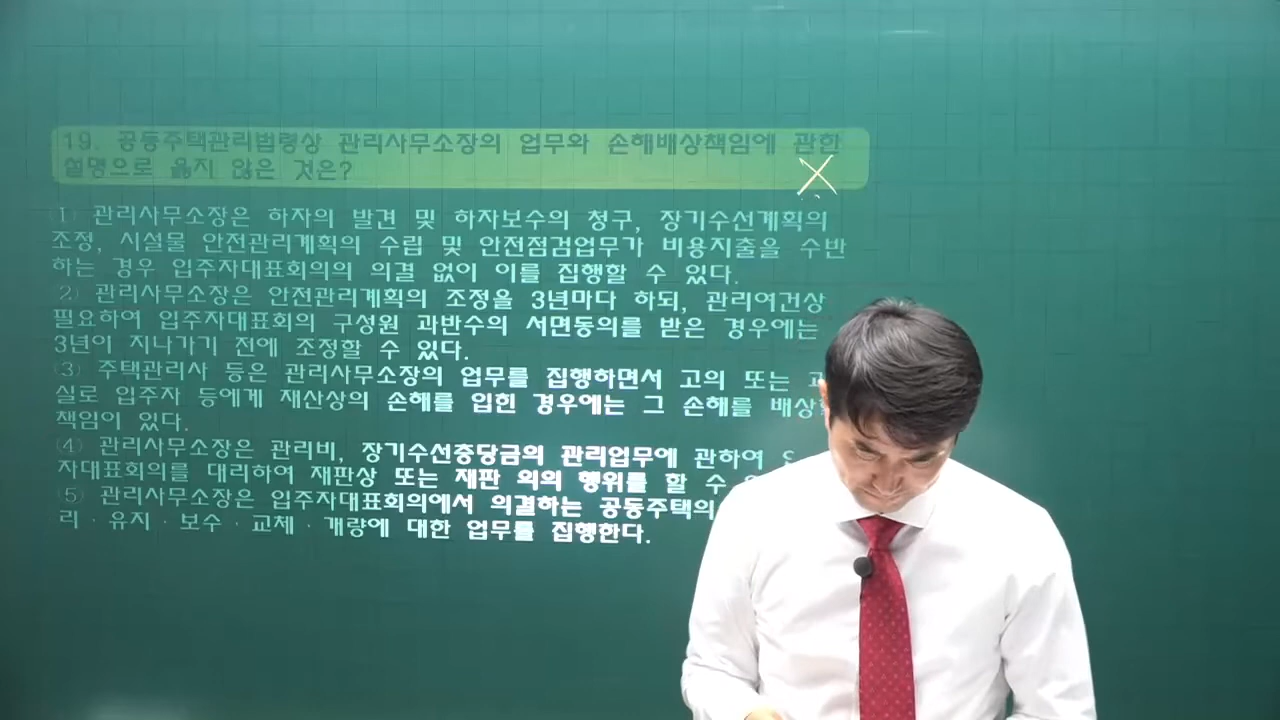 19. 공동주택관리법령상 관리사무소장의 업무와 손해배상책임에 관한
설명으로 옳지 않은 것은?
(1) 관리사무소장은 하자의 발견 및 하자보수의 청구, 장기수선계획의
조정, 시설물 안전관리계획의 수립 및 안전점검업무가 비용지출을 수반
하는 경우 입주자대표회의의 의결 없이 이를 집행할 수 있다.
(2) 관리사무소장은 안전관리계획의 조정을 3년마다 하되, 관리여건상
필요하여 입주자대표회의 구성원 과반수의 서면동의를 받은 경우에는
3년이 지나가기 전에 조정할 수 있다.
(3) 주택관리사 등은 관리사무소장의 업무를 집행하면서 고의 또는
실로 입주자 등에게 재산상의 손해를 입힌 경우에는 그 손해를 배상
책임이 있다.
(4) 관리사무소장은 관리비, 장기수선충당금의 관리업무에 관하여
자대표회의를 대리하여 재판상 또는 재판 외의 행위를 할 수
(5) 관리사무소장은 입주자대표회의에서 의결하는 공동주택의
리·유지·보수·교체·개량에 대한 업무를 집행한다.